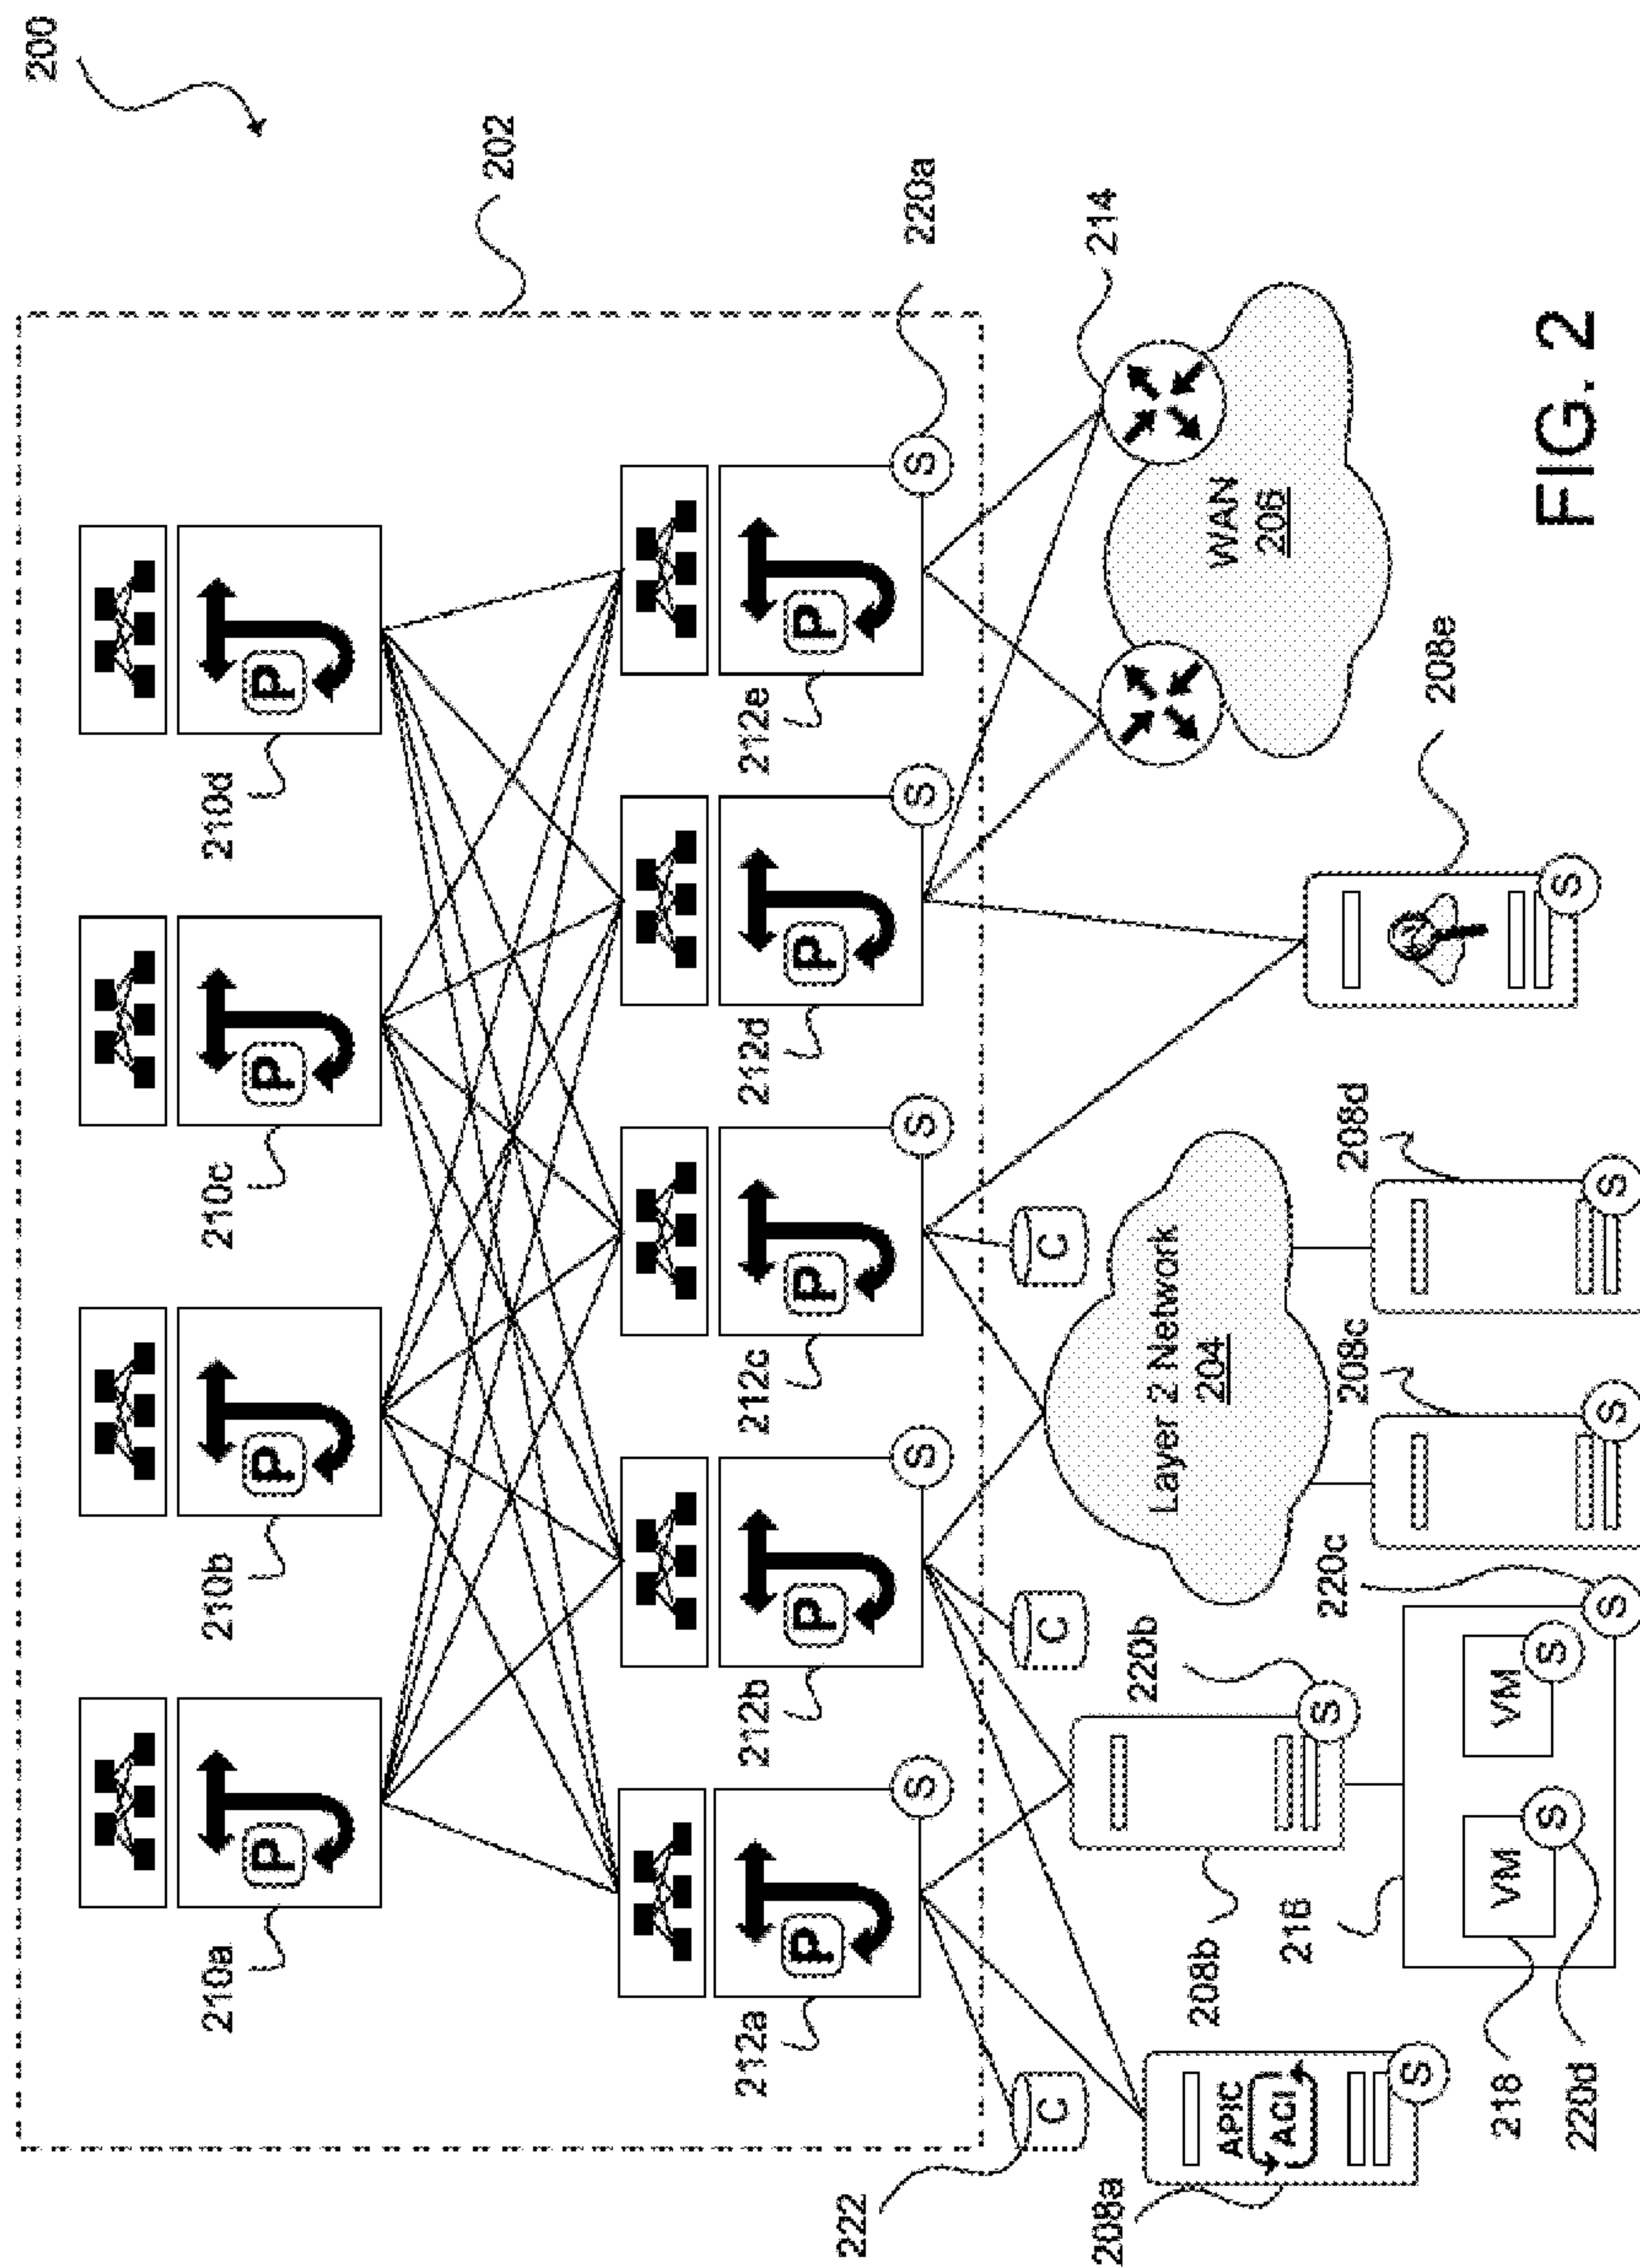 200
202
210a
210b
210c
210d
P
P
P
P
212a
212b
212c
212d
212e
P
P
P
P
P
S
S
S
S
S
220a
222
C
C
C
214
Layer 2 Network
204
WAN
206
208a
APIC
ACI
S
208b
220b
S
216
VM
S
VM
S
218
220d
220c
S
208c
S
208d
S
208e
S
FIG. 2